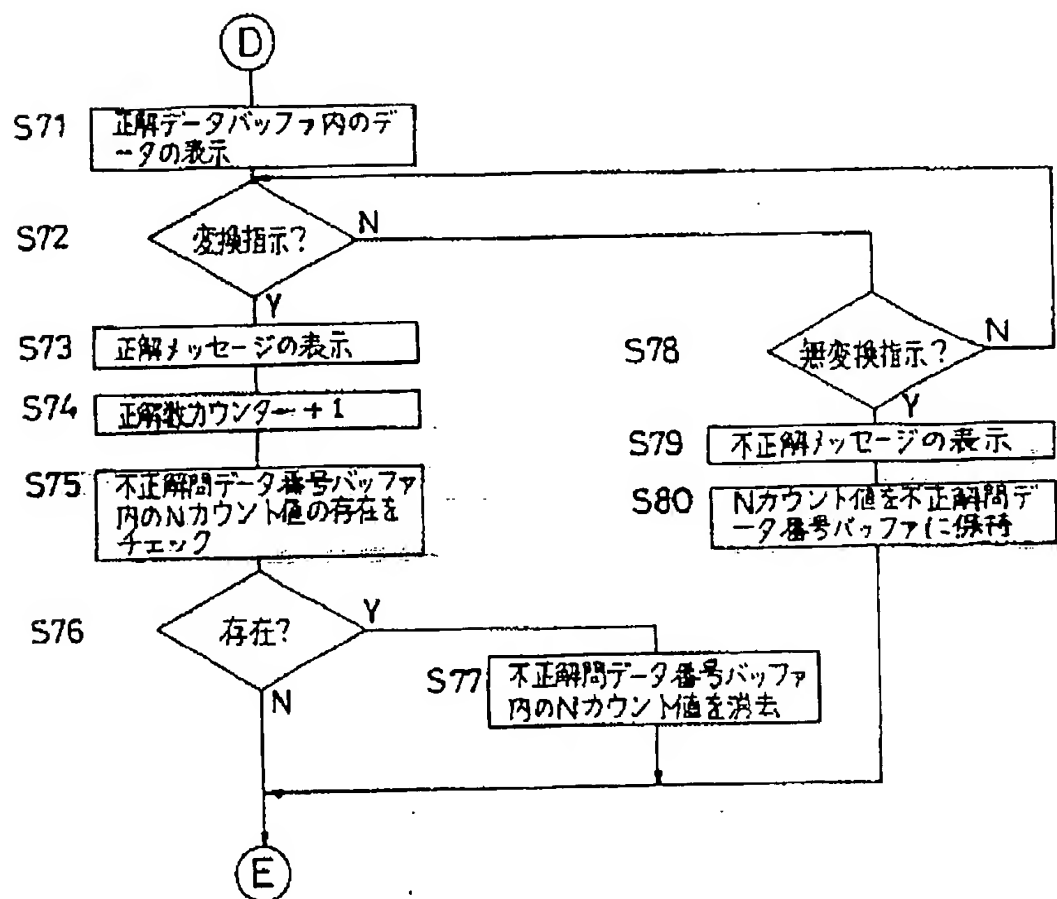 D
S71
正解データバッファ内のデ
ータの表示
S72
変換指示?
N
Y
S73
正解メッセージの表示
S74
正解数カウンター+1
S75
不正解問データ番号バッファ
内のNカウント値の存在を
チェック
S76
存在?
Y
N
S77
不正解問データ番号バッファ
内のNカウント値を消去
S78
無変換指示?
N
Y
S79
不正解メッセージの表示
S80
Nカウント値を不正解問デ
ータ番号バッファに保持
E